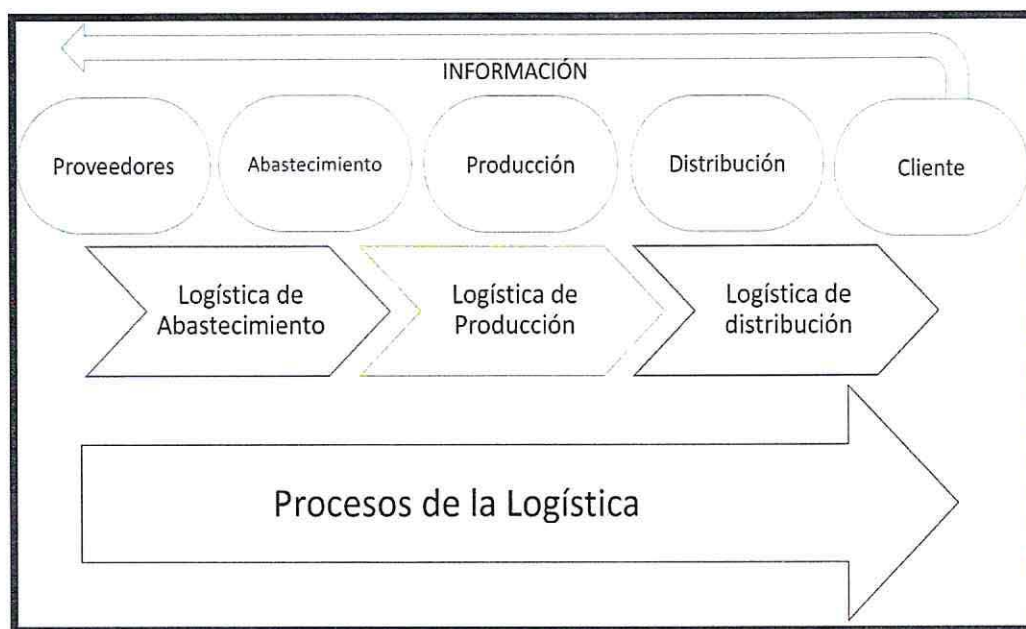 INFORMACIÓN
Proveedores
Abastecimiento
Producción
Distribución
Cliente
Logística de
Abastecimiento
Logística de
Producción
Logística de
distribución
Procesos de la Logística